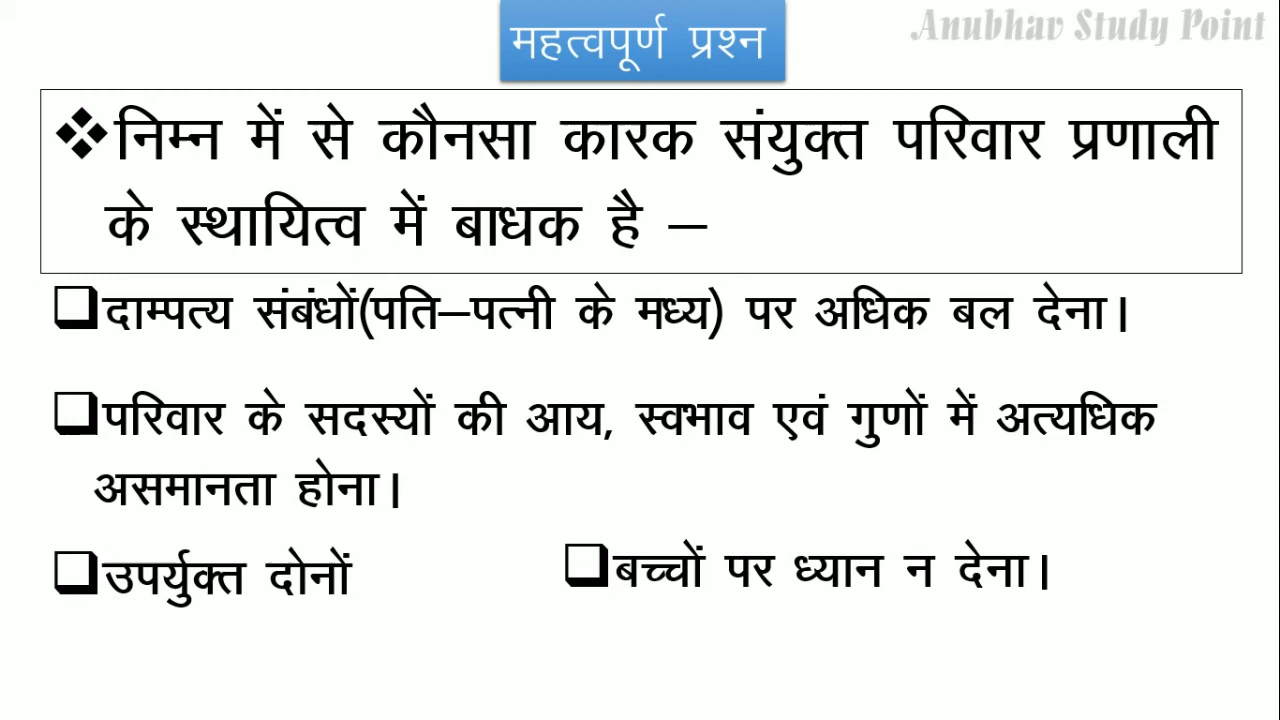 महत्वपूर्ण प्रश्न
Anubhav Study Point
❖निम्न में से कौनसा कारक संयुक्त परिवार प्रणाली
के स्थायित्व में बाधक है –
❑दाम्पत्य संबंधों(पति–पत्नी के मध्य) पर अधिक बल देना।
❑परिवार के सदस्यों की आय, स्वभाव एवं गुणों में अत्यधिक
असमानता होना।
❑उपर्युक्त दोनों ❑बच्चों पर ध्यान न देना।